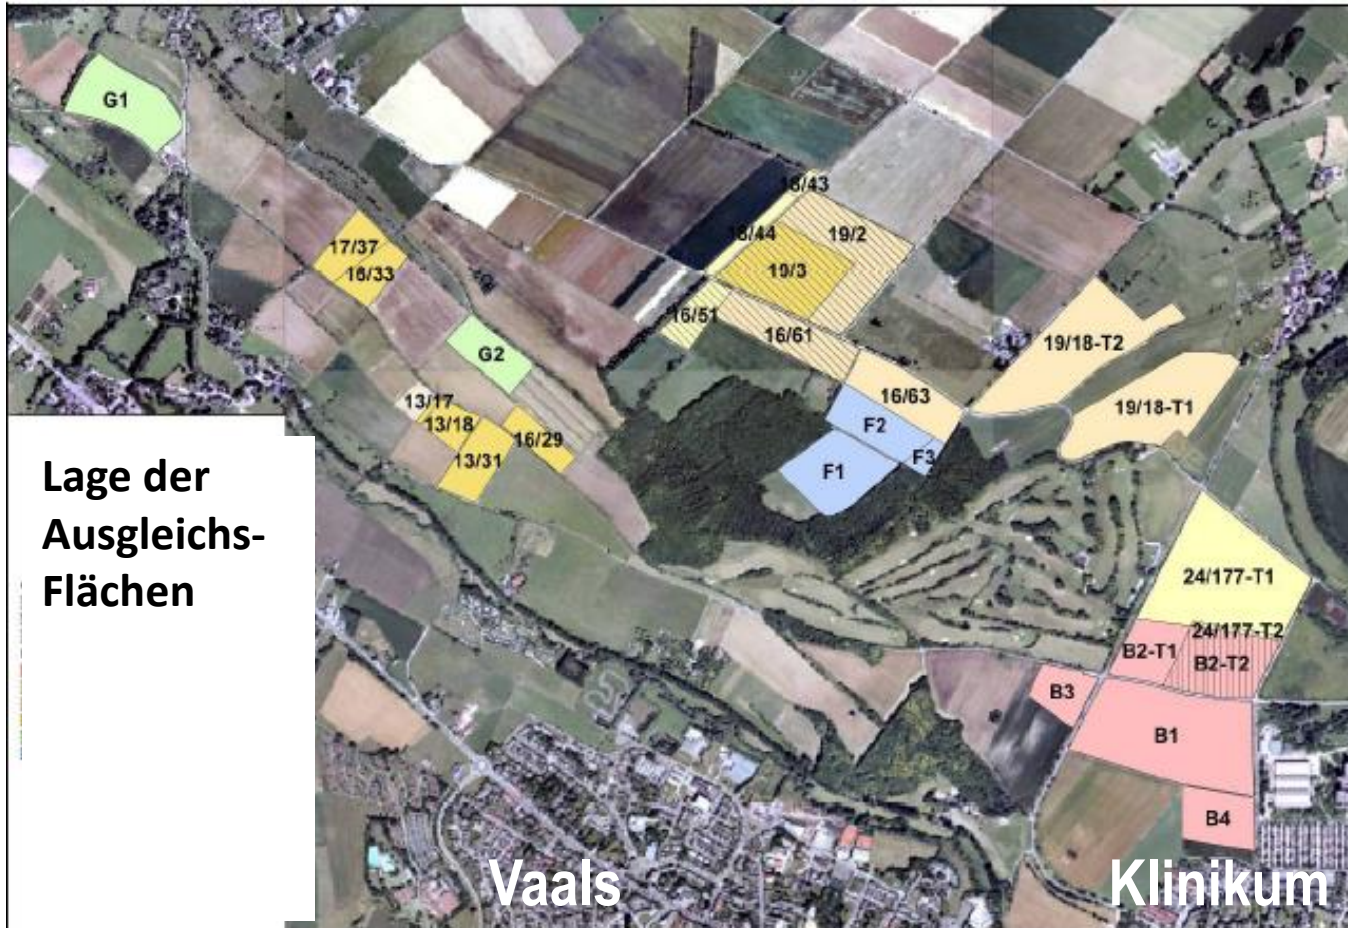 G1
18/43
18/44
19/2
17/37
18/33
19/3
16/51
16/61
G2
19/18-T2
13/17
13/18
16/29
13/31
16/63
19/18-T1
F2
F3
F1
Lage der
Ausgleichs-
Flächen
24/177-T1
24/177-T2
B2-T1
B2-T2
B3
B1
B4
Vaals
Klinikum